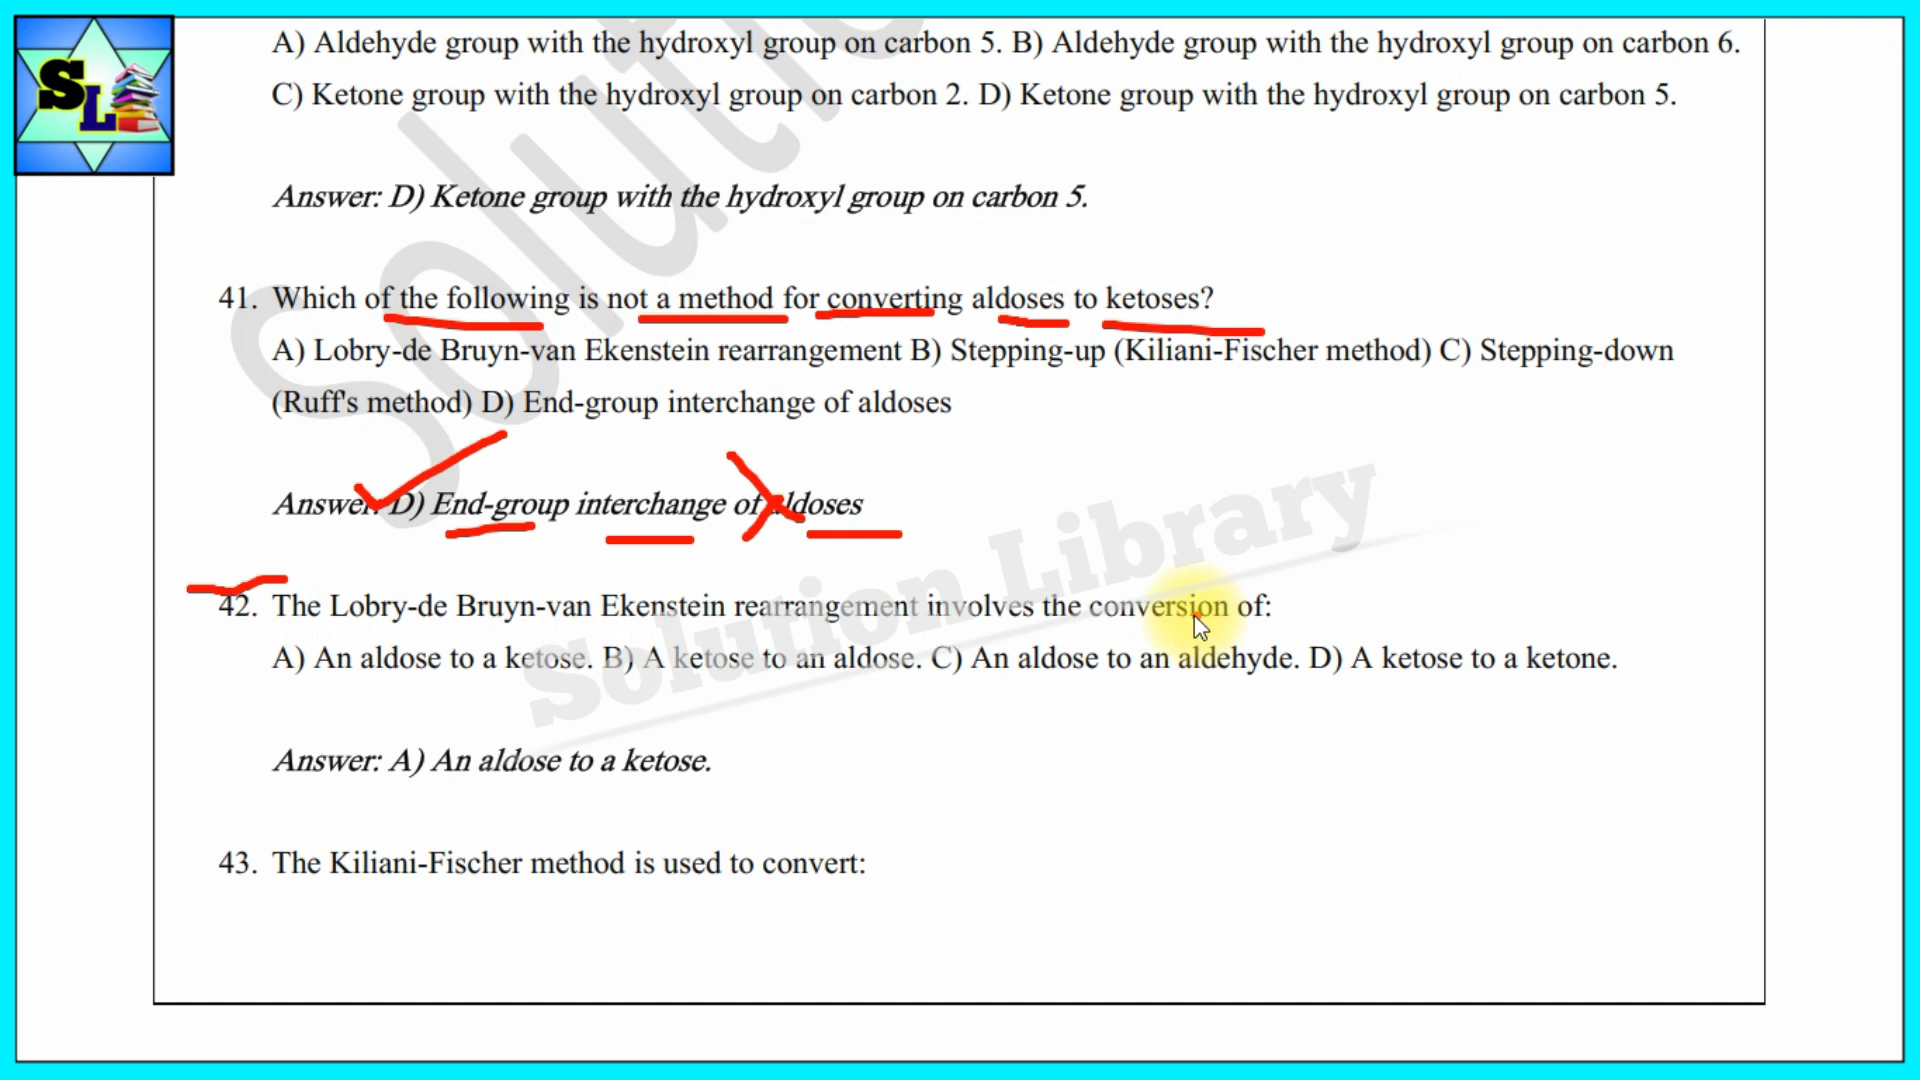 A) Aldehyde group with the hydroxyl group on carbon 5. B) Aldehyde group with the hydroxyl group on carbon 6.
C) Ketone group with the hydroxyl group on carbon 2. D) Ketone group with the hydroxyl group on carbon 5.
SL
Answer: D) Ketone group with the hydroxyl group on carbon 5.
41. Which of the following is not a method for converting aldoses to ketoses?
A) Lobry-de Bruyn-van Ekenstein rearrangement B) Stepping-up (Kiliani-Fischer method) C) Stepping-down
(Ruff's method) D) End-group interchange of aldoses
Answer: D) End-group interchange of aldoses
42. The Lobry-de Bruyn-van Ekenstein rearrangement involves the conversion of:
A) An aldose to a ketose. B) A ketose to an aldose. C) An aldose to an aldehyde. D) A ketose to a ketone.
Solution Library
Answer: A) An aldose to a ketose.
43. The Kiliani-Fischer method is used to convert: